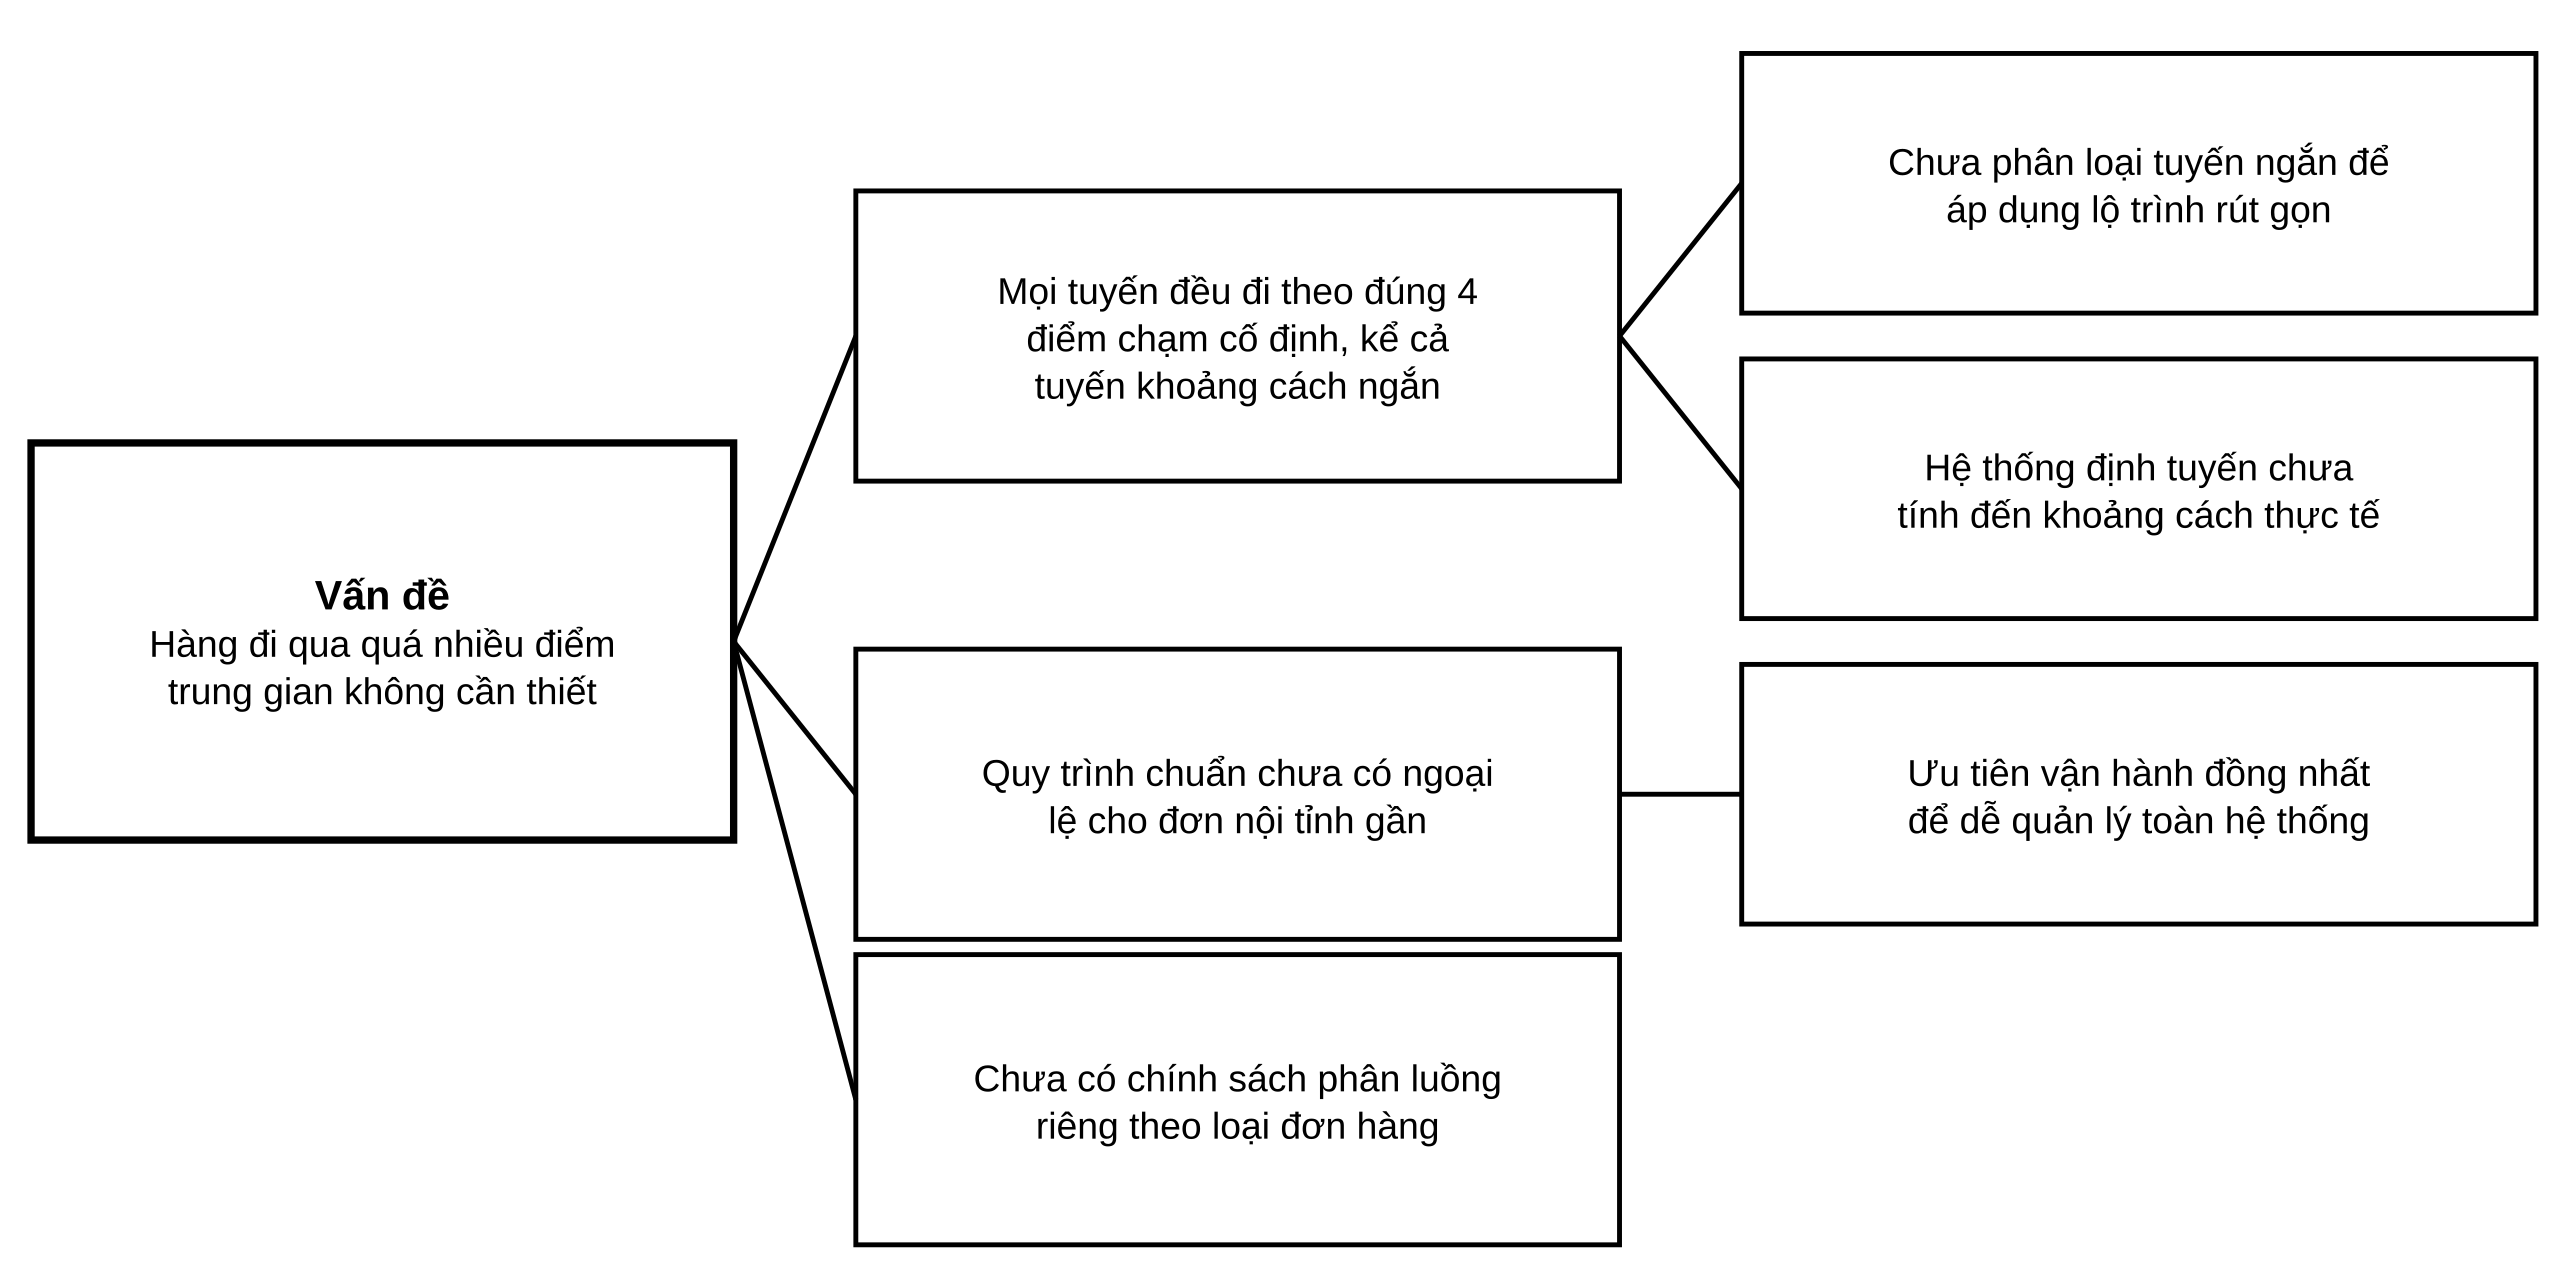 Vấn đề
Hàng đi qua quá nhiều điểm
trung gian không cần thiết
Mọi tuyến đều đi theo đúng 4
điểm chạm cố định, kể cả
tuyến khoảng cách ngắn
Chưa phân loại tuyến ngắn để
áp dụng lộ trình rút gọn
Hệ thống định tuyến chưa
tính đến khoảng cách thực tế
Quy trình chuẩn chưa có ngoại
lệ cho đơn nội tỉnh gần
Ưu tiên vận hành đồng nhất
để dễ quản lý toàn hệ thống
Chưa có chính sách phân luồng
riêng theo loại đơn hàng